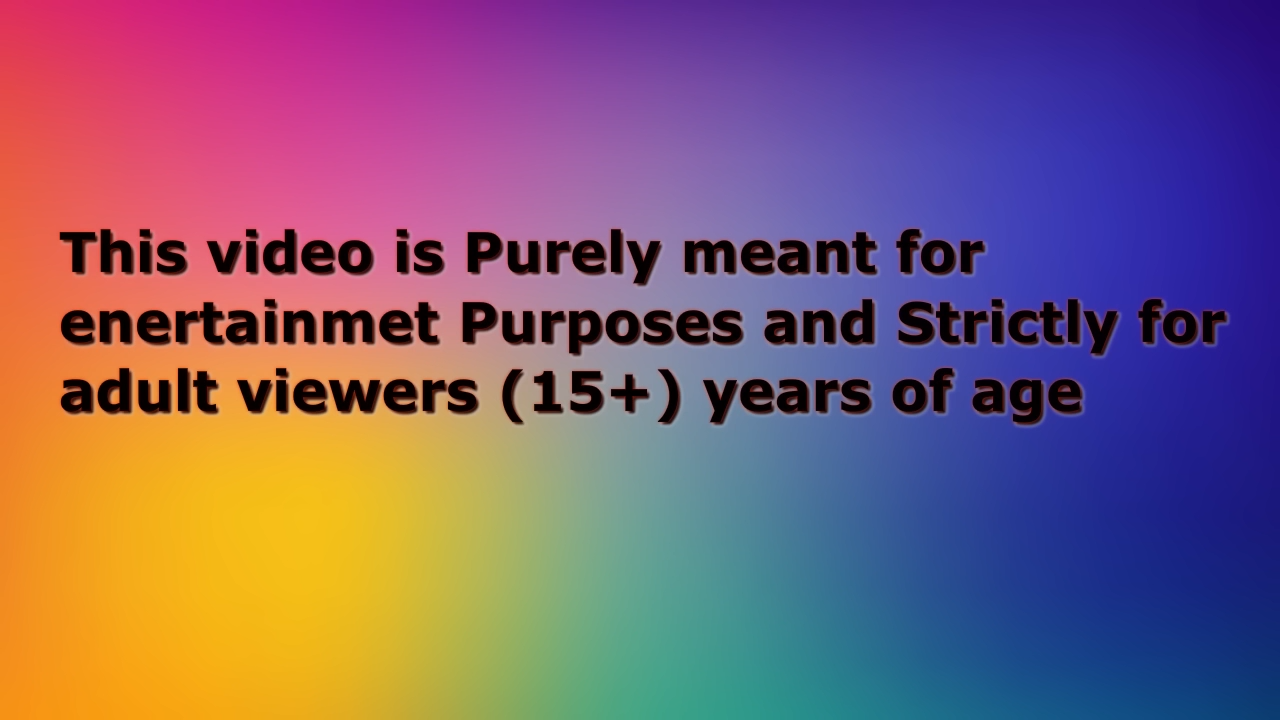 This video is Purely meant for
enertainmet Purposes and Strictly for
adult viewers (15+) years of age